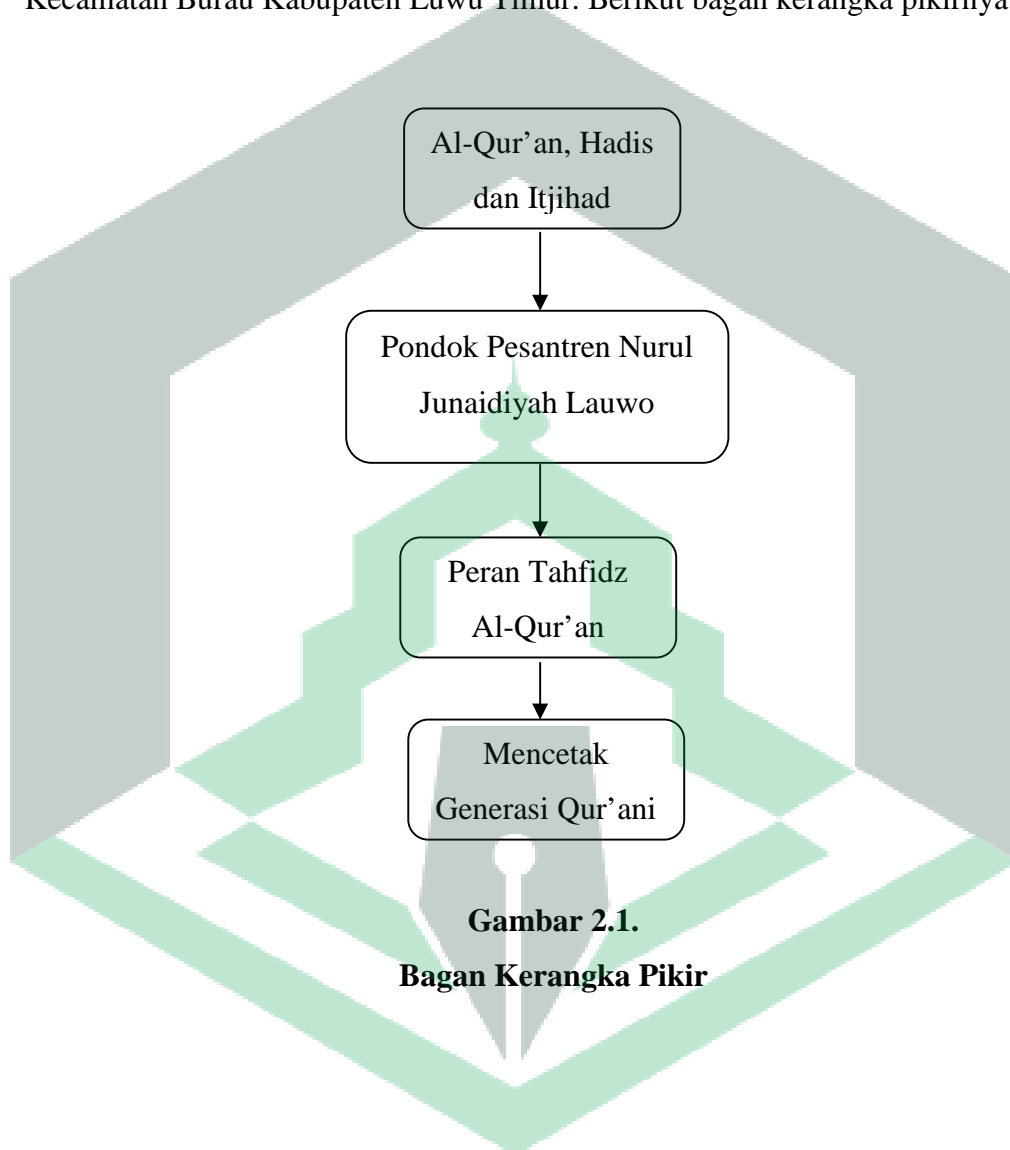 Kecamatan Burau Kabupaten Luwu Timur. Berikut bagan kerangka pikirnya
Al-Qur’an, Hadis
dan Itjihad
Pondok Pesantren Nurul
Junaidiyah Lauwo
Peran Tahfidz
Al-Qur’an
Mencetak
Generasi Qur’ani
Gambar 2.1.
Bagan Kerangka Pikir